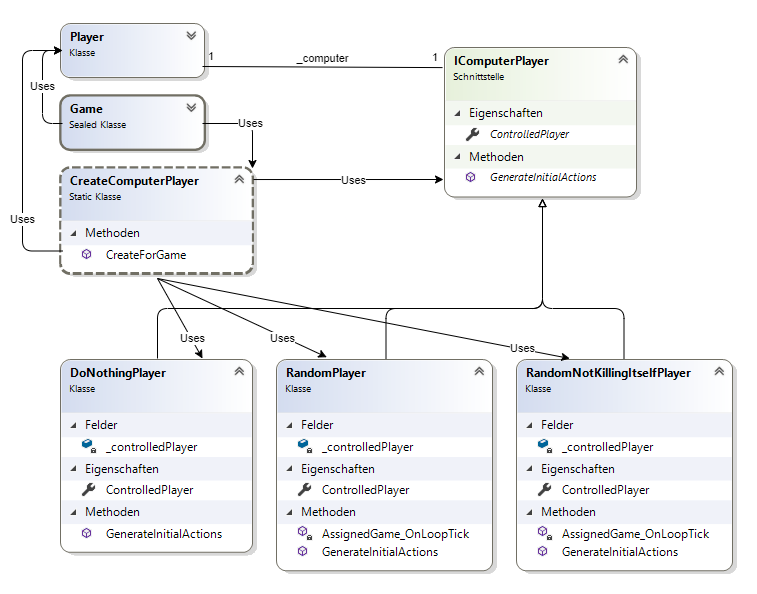 Player
Klasse
1
_computer
1
IComputerPlayer
Schnittstelle
Eigenschaften
ControlledPlayer
Methoden
GenerateInitialActions
Uses
Game
Sealed Klasse
Uses
CreateComputerPlayer
Static Klasse
Methoden
CreateForGame
Uses
Uses
Uses
Uses
Uses
DoNothingPlayer
Klasse
Felder
_controlledPlayer
Eigenschaften
ControlledPlayer
Methoden
GenerateInitialActions
RandomPlayer
Klasse
Felder
_controlledPlayer
Eigenschaften
ControlledPlayer
Methoden
AssignedGame_OnLoopTick
GenerateInitialActions
RandomNotKillingItselfPlayer
Klasse
Felder
_controlledPlayer
Eigenschaften
ControlledPlayer
Methoden
AssignedGame_OnLoopTick
GenerateInitialActions